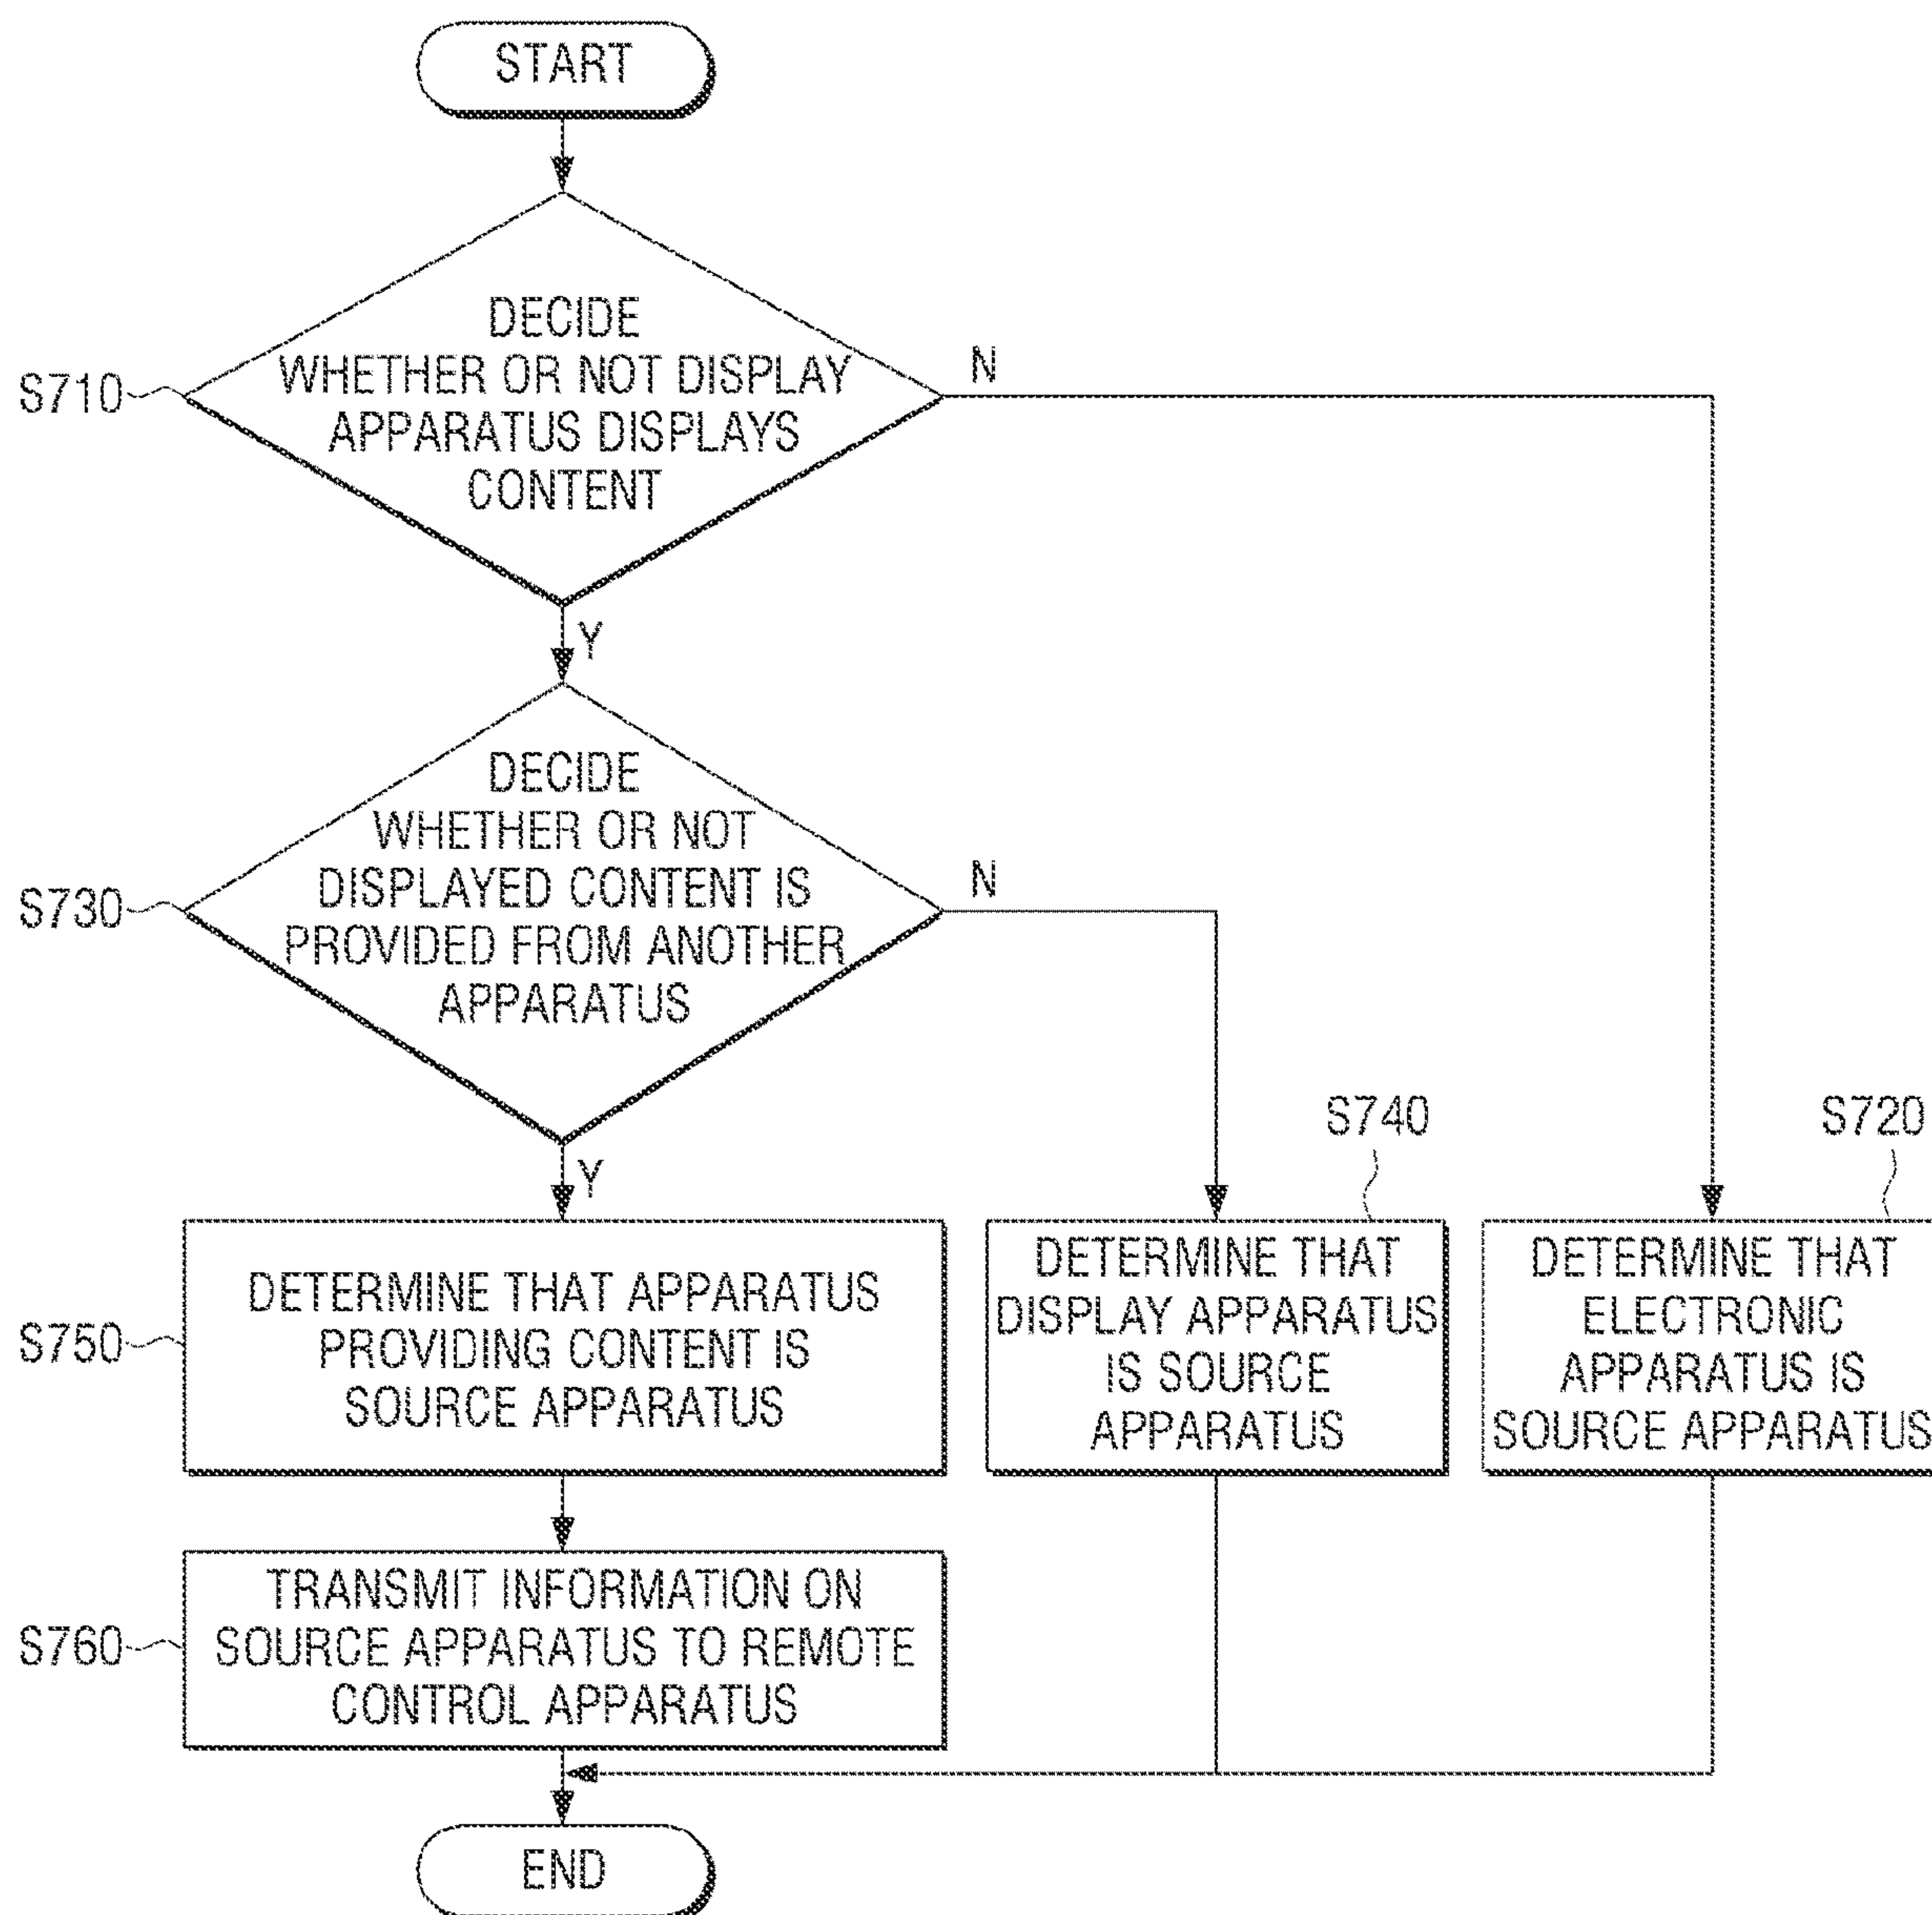 START
DECIDE
WHETHER OR NOT DISPLAY
APPARATUS DISPLAYS
CONTENT
S710
N
Y
DECIDE
WHETHER OR NOT
DISPLAYED CONTENT IS
PROVIDED FROM ANOTHER
APPARATUS
S730
N
Y
S740
S720
DETERMINE THAT APPARATUS
PROVIDING CONTENT IS
SOURCE APPARATUS
S750
DETERMINE THAT
DISPLAY APPARATUS
IS SOURCE
APPARATUS
DETERMINE THAT
ELECTRONIC
APPARATUS IS
SOURCE APPARATUS
TRANSMIT INFORMATION ON
SOURCE APPARATUS TO REMOTE
CONTROL APPARATUS
S760
END